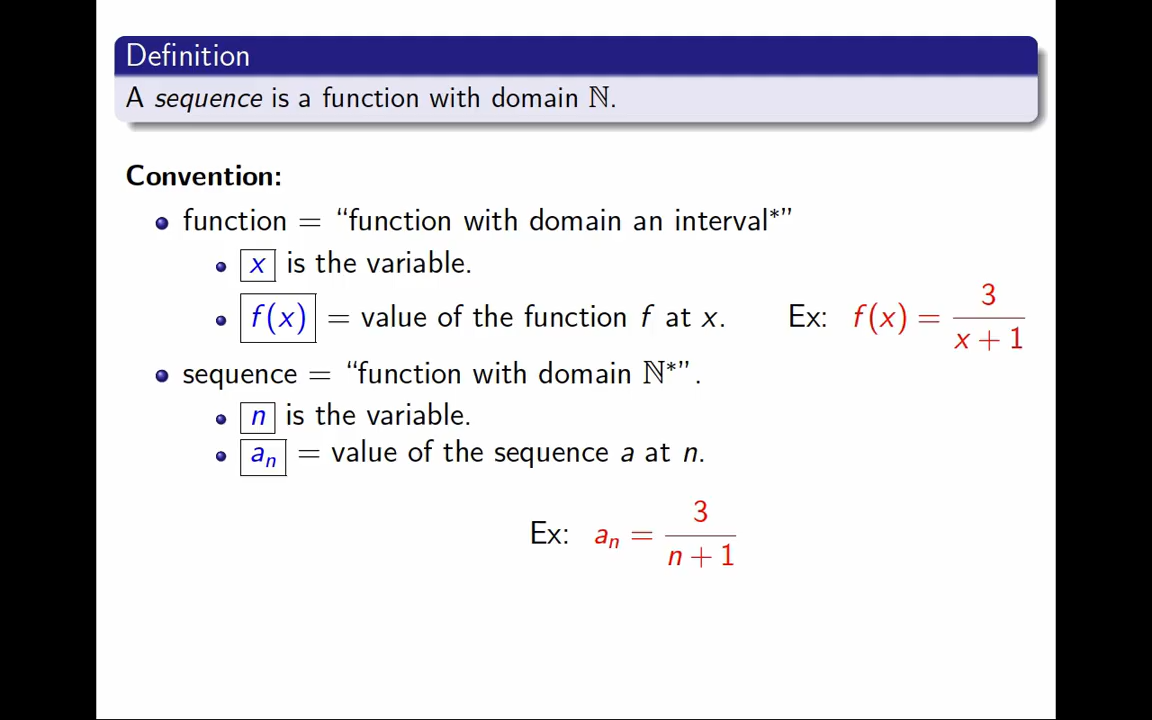 Definition
A sequence is a function with domain ℕ.
Convention:
function = “function with domain an interval*”
x is the variable.
f(x) = value of the function f at x. Ex: f(x) = 3/(x + 1)
sequence = “function with domain ℕ*”.
n is the variable.
aₙ = value of the sequence a at n.
Ex: aₙ = 3/(n + 1)